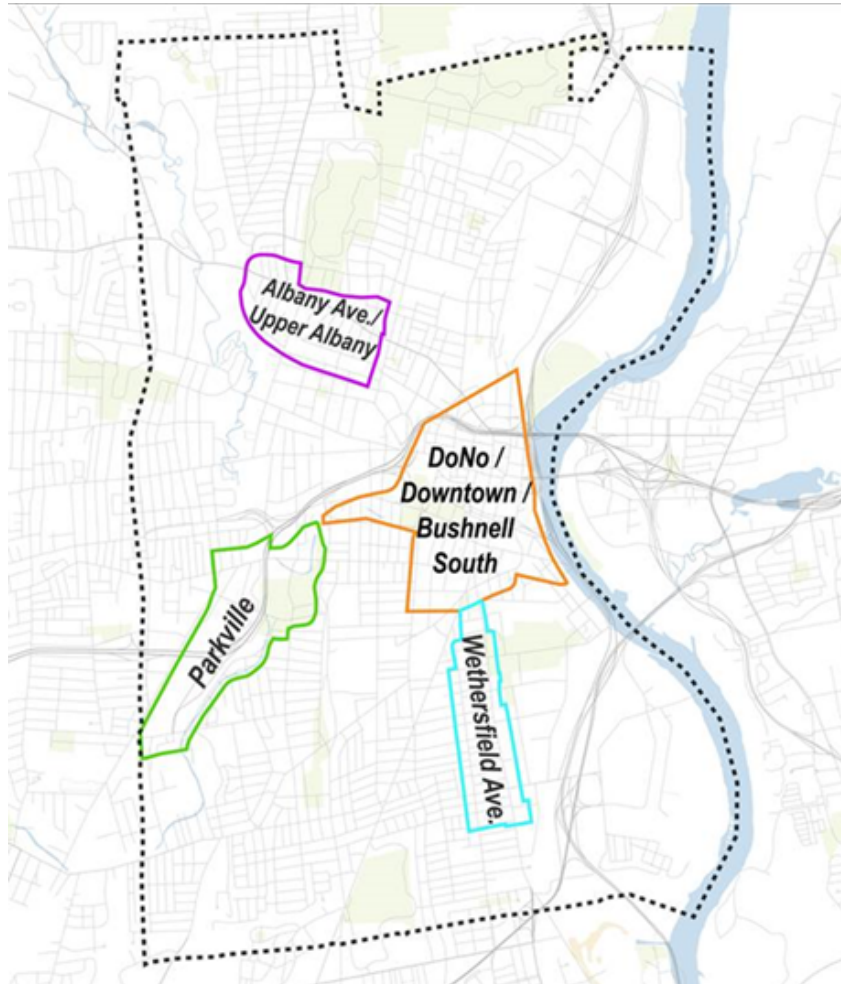 Albany Ave./
Upper Albany
DoNo /
Downtown /
Bushnell
South
Parkville
Wethersfield Ave.